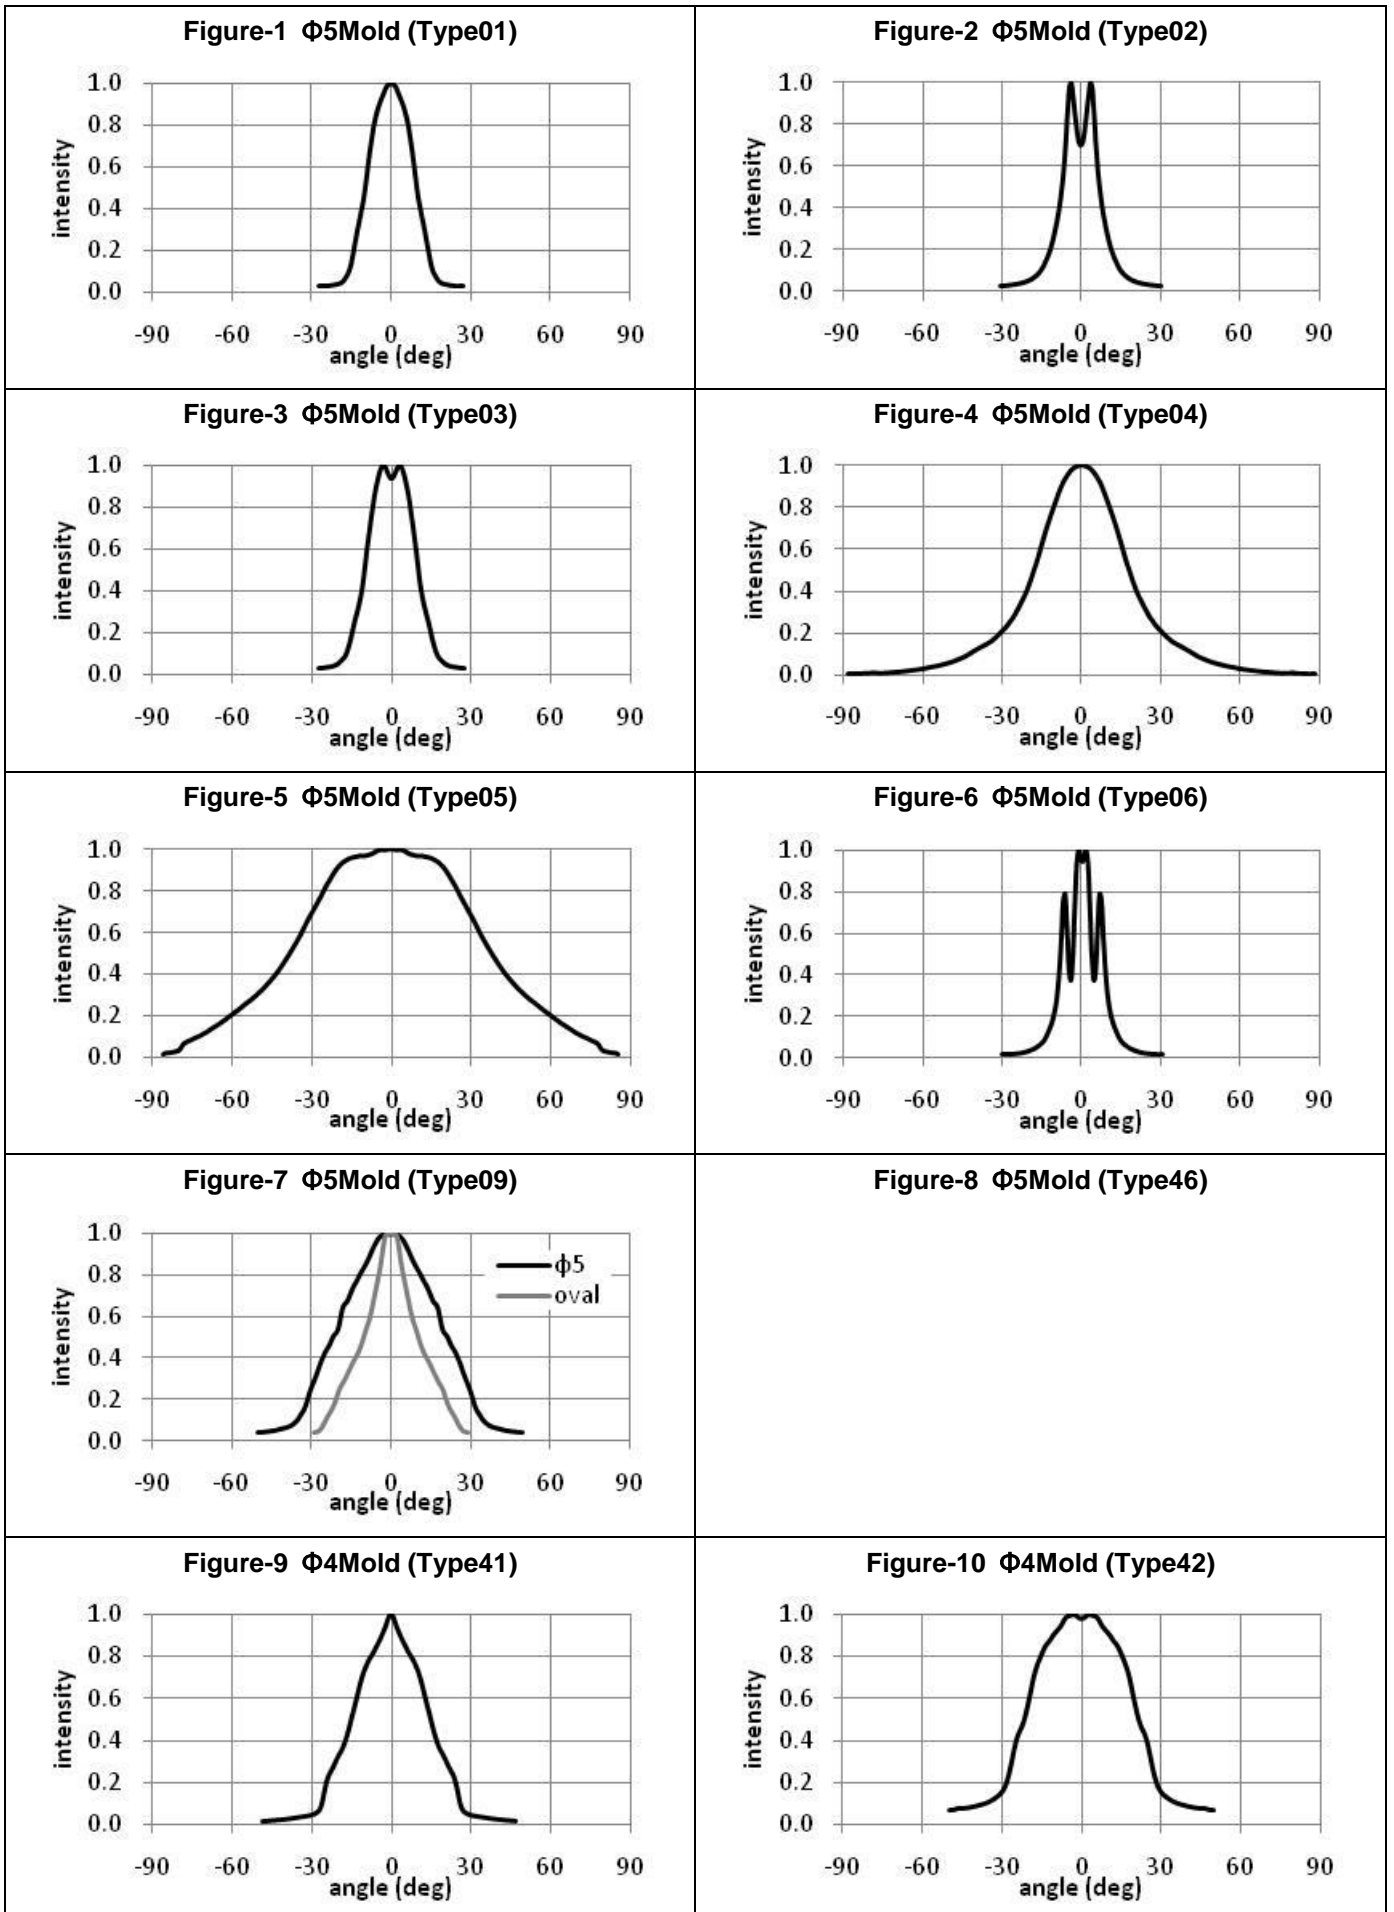 Figure-1 Φ5Mold (Type01)
1.0
0.8
0.6
0.4
0.2
0.0
intensity
-90 -60 -30 0 30 60 90
angle (deg)
Figure-2 Φ5Mold (Type02)
1.0
0.8
0.6
0.4
0.2
0.0
intensity
-90 -60 -30 0 30 60 90
angle (deg)
Figure-3 Φ5Mold (Type03)
1.0
0.8
0.6
0.4
0.2
0.0
intensity
-90 -60 -30 0 30 60 90
angle (deg)
Figure-4 Φ5Mold (Type04)
1.0
0.8
0.6
0.4
0.2
0.0
intensity
-90 -60 -30 0 30 60 90
angle (deg)
Figure-5 Φ5Mold (Type05)
1.0
0.8
0.6
0.4
0.2
0.0
intensity
-90 -60 -30 0 30 60 90
angle (deg)
Figure-6 Φ5Mold (Type06)
1.0
0.8
0.6
0.4
0.2
0.0
intensity
-90 -60 -30 0 30 60 90
angle (deg)
Figure-7 Φ5Mold (Type09)
1.0
0.8
0.6
0.4
0.2
0.0
intensity
ϕ5
oval
-90 -60 -30 0 30 60 90
angle (deg)
Figure-8 Φ5Mold (Type46)
Figure-9 Φ4Mold (Type41)
1.0
0.8
0.6
0.4
0.2
0.0
intensity
-90 -60 -30 0 30 60 90
angle (deg)
Figure-10 Φ4Mold (Type42)
1.0
0.8
0.6
0.4
0.2
0.0
intensity
-90 -60 -30 0 30 60 90
angle (deg)